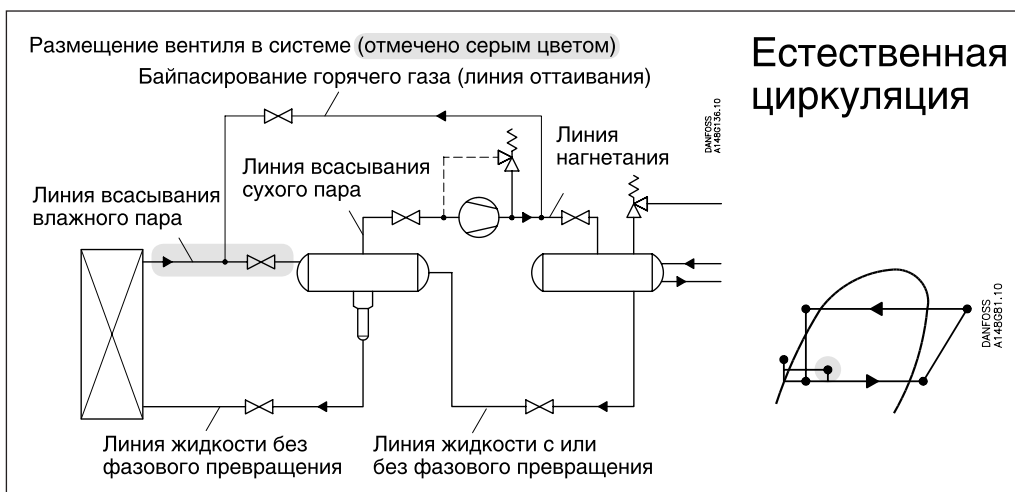 Размещение вентиля в системе (отмечено серым цветом)
Байпасирование горячего газа (линия оттаивания)
Естественная
циркуляция
DANFOSS
A148G136.10
Линия
нагнетания
Линия всасывания
сухого пара
Линия всасывания
влажного пара
DANFOSS
A148G81.10
Линия жидкости без
фазового превращения
Линия жидкости с или
без фазового превращения